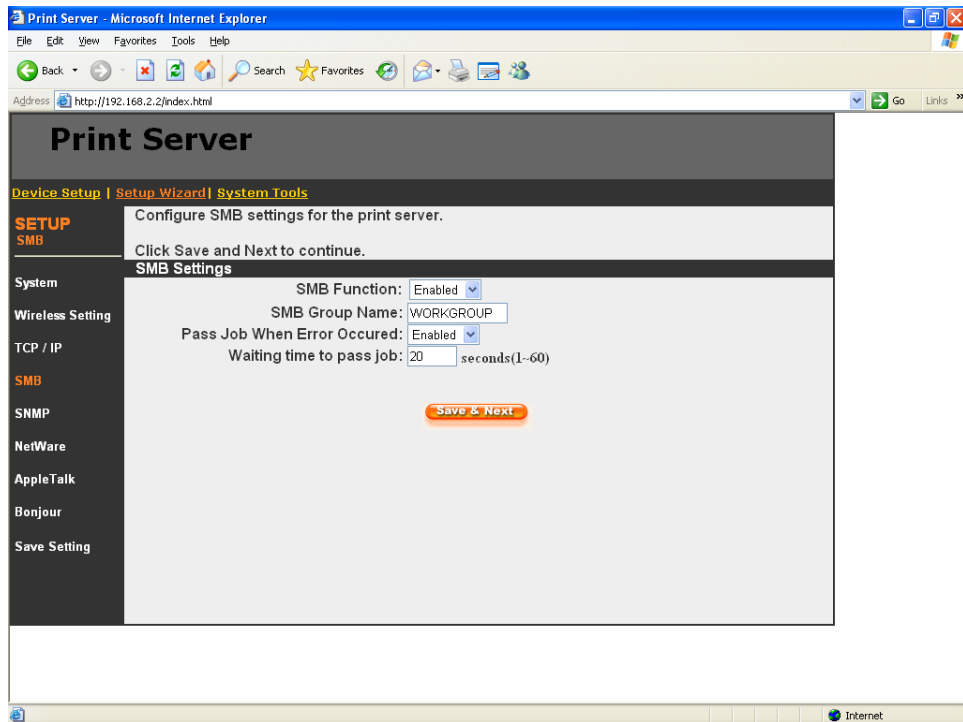 Print Server - Microsoft Internet Explorer
File Edit View Favorites Tools Help
Back Search Favorites
Address http://192.168.2.2/index.html Go Links »
Print Server
Device Setup | Setup Wizard| System Tools
SETUP
SMB
System
Wireless Setting
TCP / IP
SMB
SNMP
NetWare
AppleTalk
Bonjour
Save Setting
Configure SMB settings for the print server.
Click Save and Next to continue.
SMB Settings
SMB Function: Enabled
SMB Group Name: WORKGROUP
Pass Job When Error Occured: Enabled
Waiting time to pass job: 20 seconds(1~60)
Save & Next
Internet